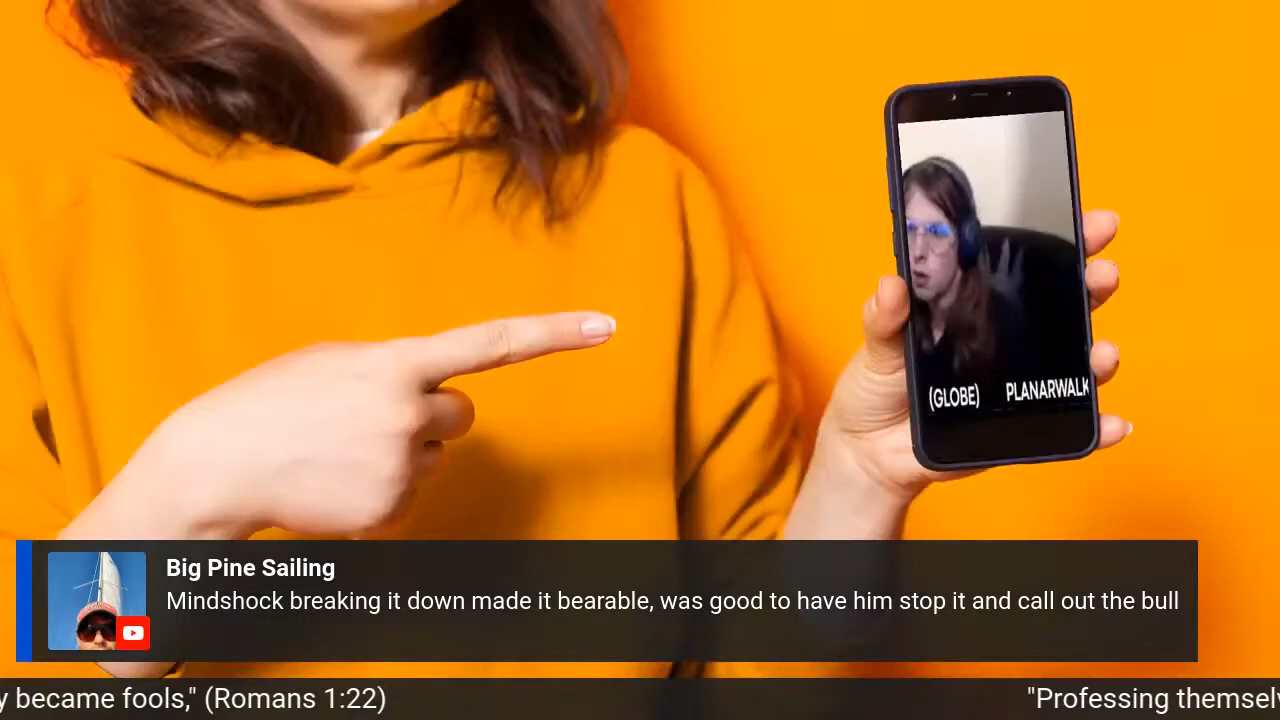 (GLOBE) PLANARWALK
Big Pine Sailing
Mindshock breaking it down made it bearable, was good to have him stop it and call out the bull
y became fools," (Romans 1:22) "Professing themselv